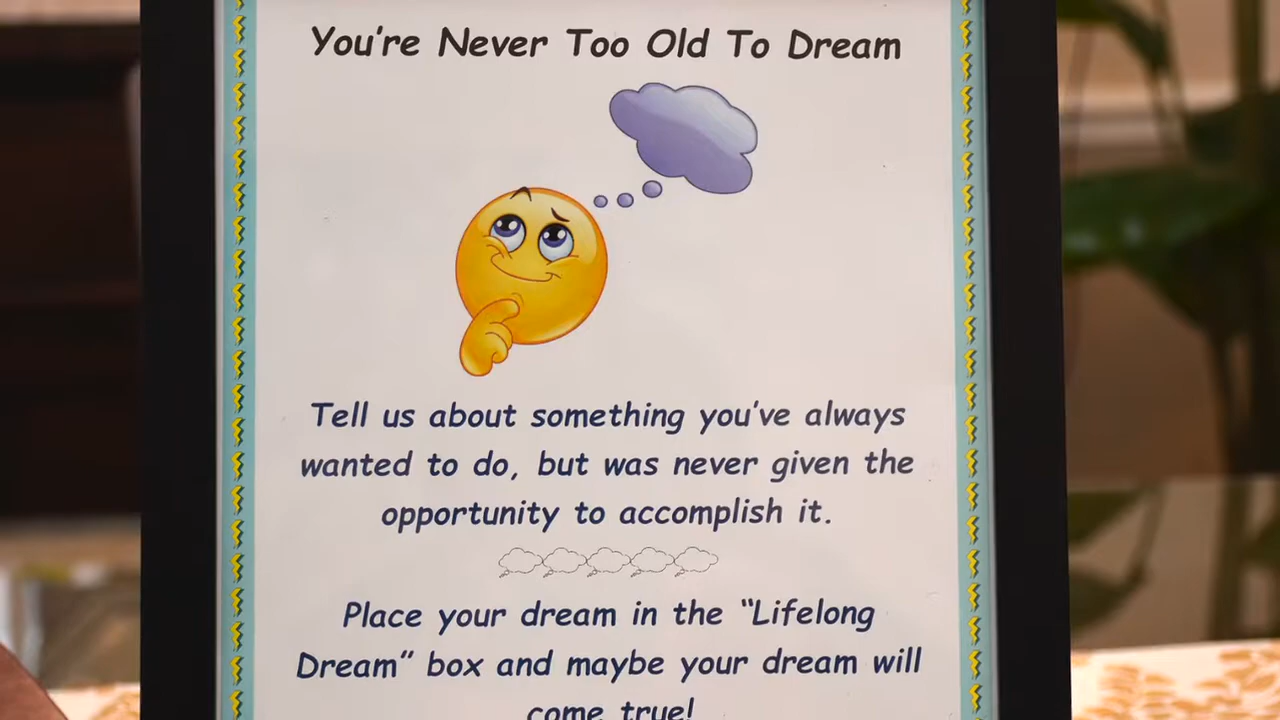 You're Never Too Old To Dream
Tell us about something you've always
wanted to do, but was never given the
opportunity to accomplish it.
Place your dream in the “Lifelong
Dream” box and maybe your dream will
come true!